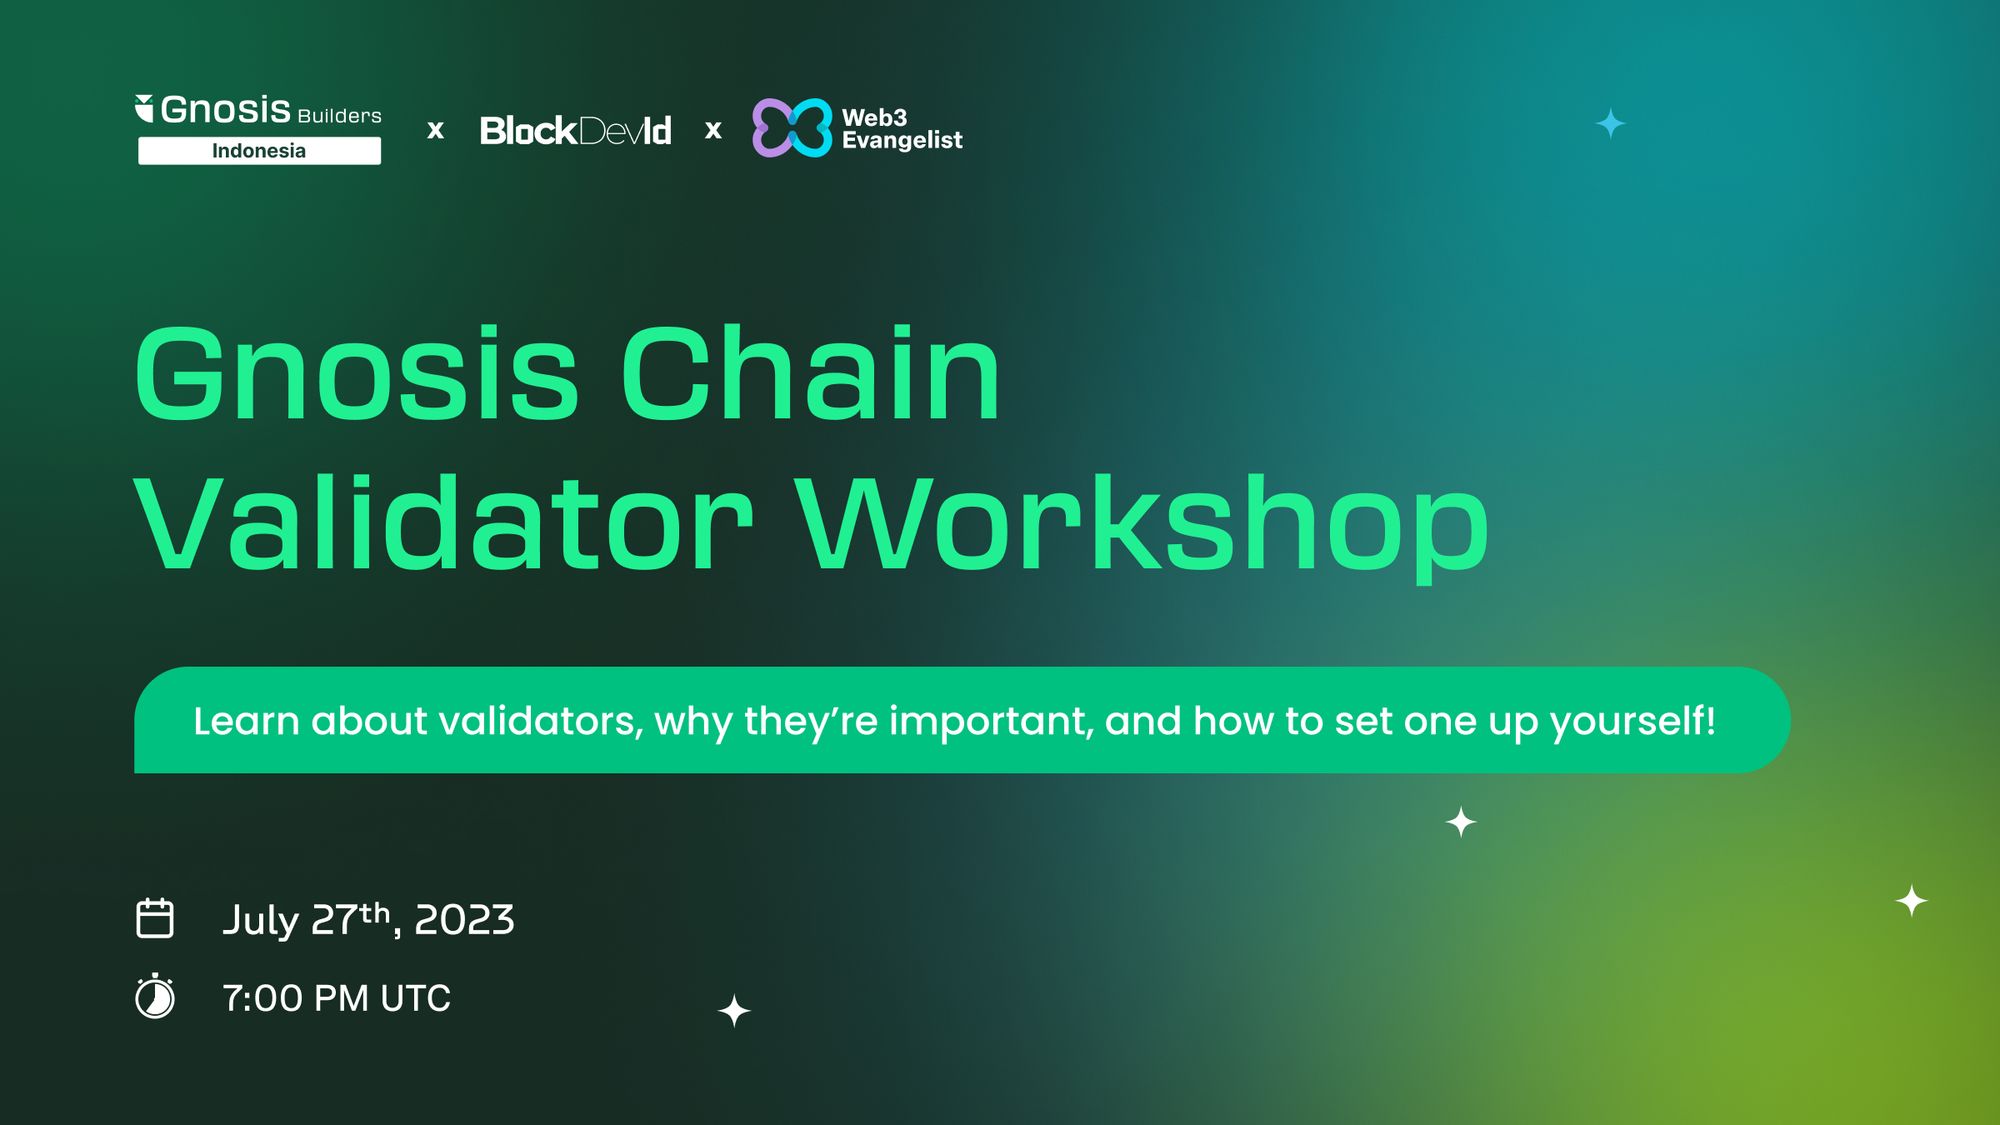 Gnosis Builders
Indonesia
x
BlockDevId
x
Web3
Evangelist
Gnosis Chain
Validator Workshop
Learn about validators, why they’re important, and how to set one up yourself!
July 27th, 2023
7:00 PM UTC